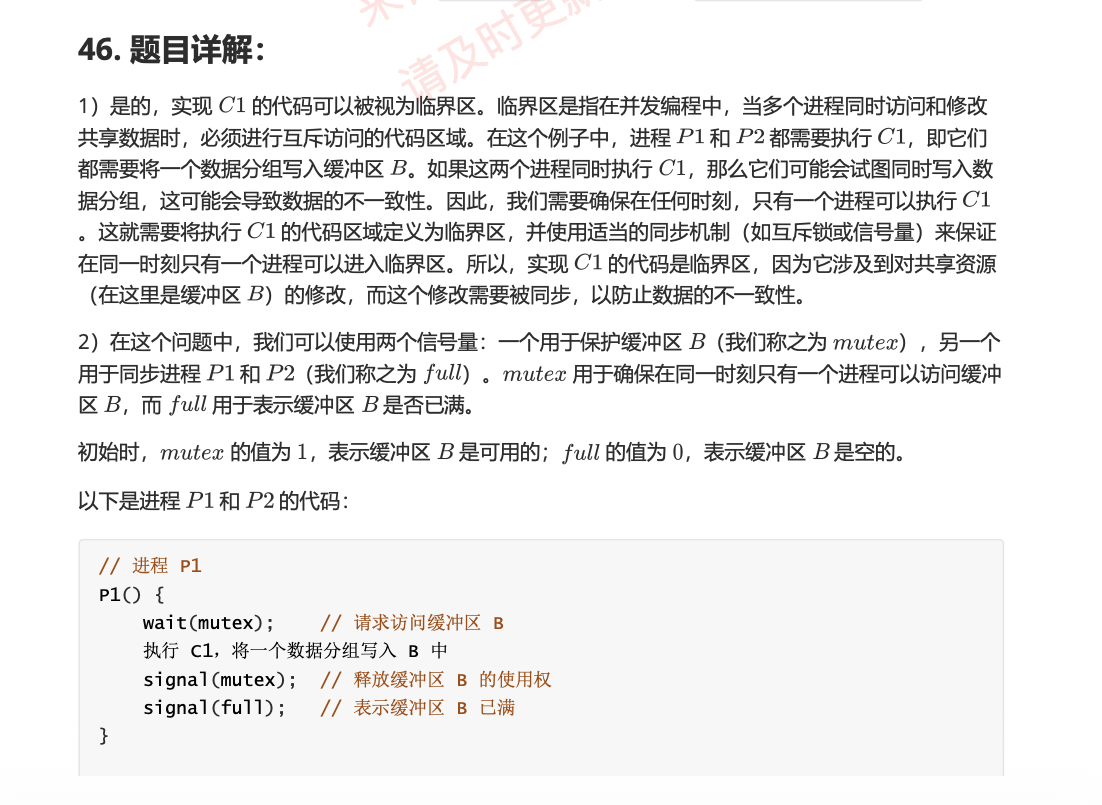 来
请及时更新
46. 题目详解：
1）是的，实现 C1 的代码可以被视为临界区。临界区是指在并发编程中，当多个进程同时访问和修改
共享数据时，必须进行互斥访问的代码区域。在这个例子中，进程 P1 和 P2 都需要执行 C1，即它们
都需要将一个数据分组写入缓冲区 B。如果这两个进程同时执行 C1，那么它们可能会试图同时写入数
据分组，这可能会导致数据的不一致性。因此，我们需要确保在任何时刻，只有一个进程可以执行 C1
。这就需要将执行 C1 的代码区域定义为临界区，并使用适当的同步机制（如互斥锁或信号量）来保证
在同一时刻只有一个进程可以进入临界区。所以，实现 C1 的代码是临界区，因为它涉及到对共享资源
（在这里是缓冲区 B）的修改，而这个修改需要被同步，以防止数据的不一致性。
2）在这个问题中，我们可以使用两个信号量：一个用于保护缓冲区 B（我们称之为 mutex），另一个
用于同步进程 P1 和 P2（我们称之为 full）。mutex 用于确保在同一时刻只有一个进程可以访问缓冲
区 B，而 full 用于表示缓冲区 B 是否已满。
初始时，mutex 的值为 1，表示缓冲区 B 是可用的；full 的值为 0，表示缓冲区 B 是空的。
以下是进程 P1 和 P2 的代码：
// 进程 P1
P1() {
wait(mutex); // 请求访问缓冲区 B
执行 C1，将一个数据分组写入 B 中
signal(mutex); // 释放缓冲区 B 的使用权
signal(full); // 表示缓冲区 B 已满
}